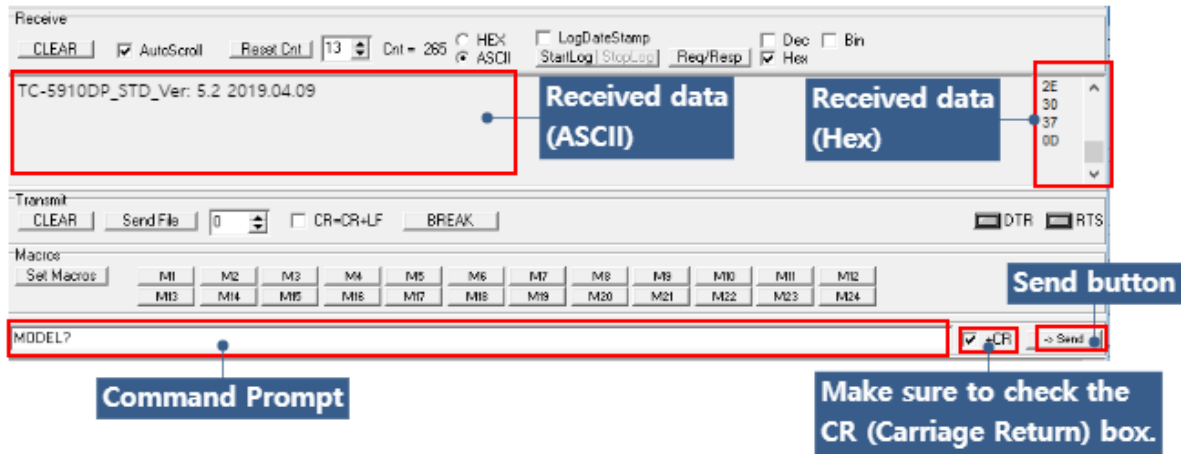 Receive
CLEAR AutoScroll Reset Cnt 13 Cnt = 265 HEX ASCII LogDateStamp StartLog StopLog Req/Resp Dec Bin Hex
TC-5910DP_STD_Ver: 5.2 2019.04.09
Received data
(ASCII)
Received data
(Hex)
2E
30
37
0D
Transmit
CLEAR Send File 0 CR=CR+LF BREAK DTR RTS
Macros
Set Macros M1 M2 M3 M4 M5 M6 M7 M8 M9 M10 M11 M12
M13 M14 M15 M16 M17 M18 M19 M20 M21 M22 M23 M24
Send button
MODEL? +CR -> Send
Command Prompt
Make sure to check the
CR (Carriage Return) box.